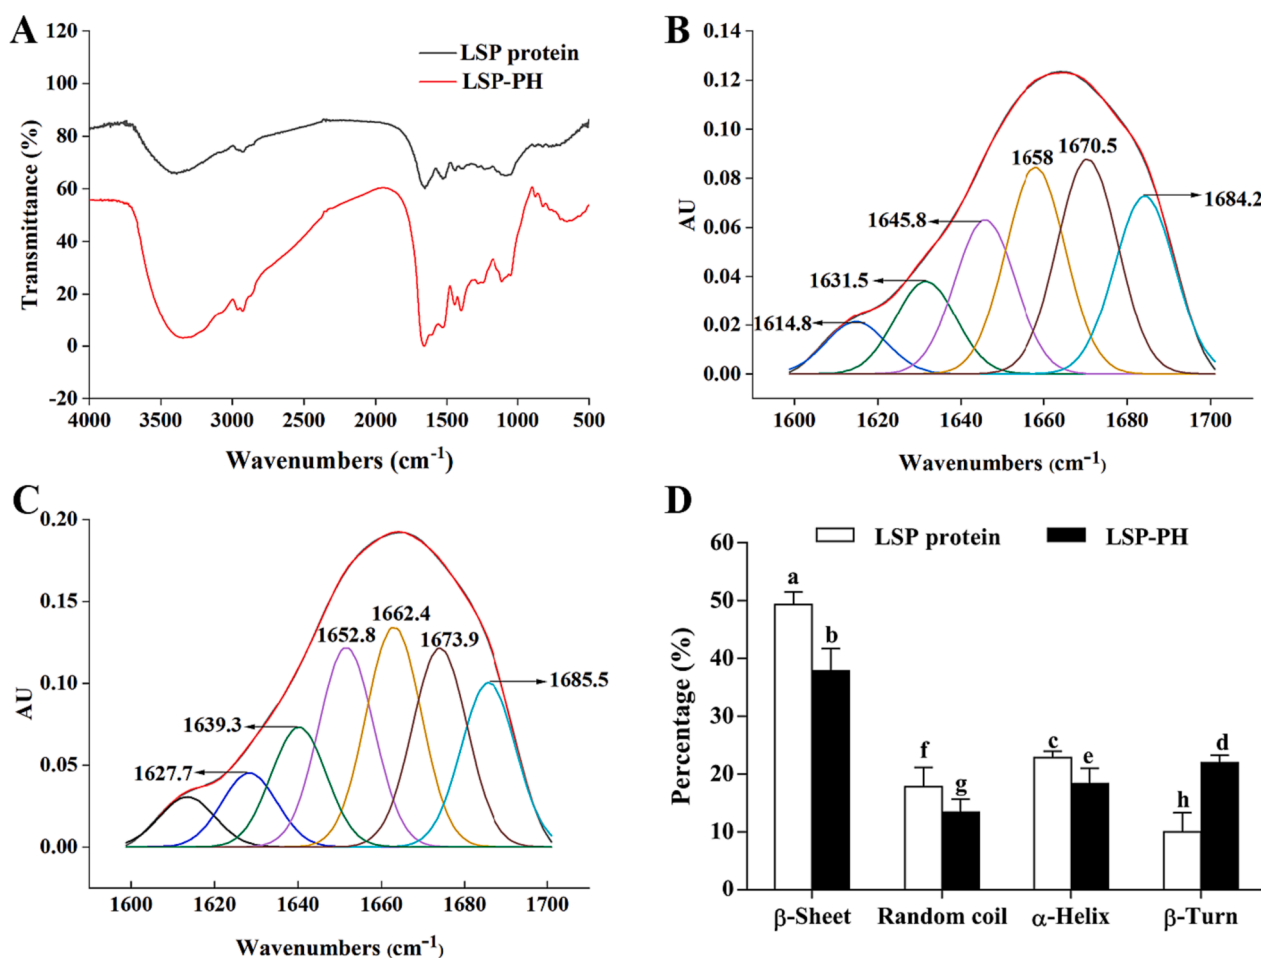 A
120
100
80
60
40
20
0
-20
Transmittance (%)
LSP protein
LSP-PH
4000 3500 3000 2500 2000 1500 1000 500
Wavenumbers (cm⁻¹)
B
0.14
0.12
0.10
0.08
0.06
0.04
0.02
0.00
AU
1614.8
1631.5
1645.8
1658
1670.5
1684.2
1600 1620 1640 1660 1680 1700
Wavenumbers (cm⁻¹)
C
0.20
0.15
0.10
0.05
0.00
AU
1627.7
1639.3
1652.8
1662.4
1673.9
1685.5
1600 1620 1640 1660 1680 1700
Wavenumbers (cm⁻¹)
D
60
50
40
30
20
10
0
Percentage (%)
LSP protein
LSP-PH
a
b
f
g
c
e
h
d
β-Sheet Random coil α-Helix β-Turn